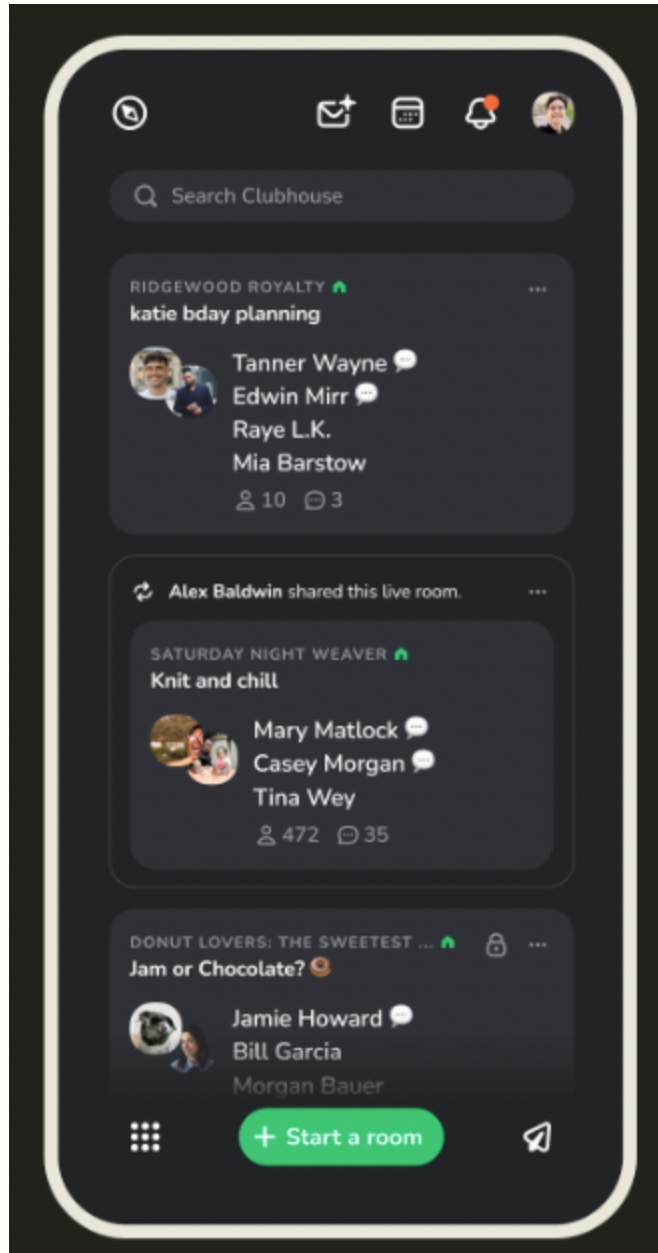 Search Clubhouse
RIDGEWOOD ROYALTY
katie bday planning
Tanner Wayne 💬
Edwin Mirr 💬
Raye L.K.
Mia Barstow
10 3
Alex Baldwin shared this live room.
SATURDAY NIGHT WEAVER
Knit and chill
Mary Matlock 💬
Casey Morgan 💬
Tina Wey
472 35
DONUT LOVERS: THE SWEETEST ...
Jam or Chocolate? 🍩
Jamie Howard 💬
Bill Garcia
Morgan Bauer
+ Start a room